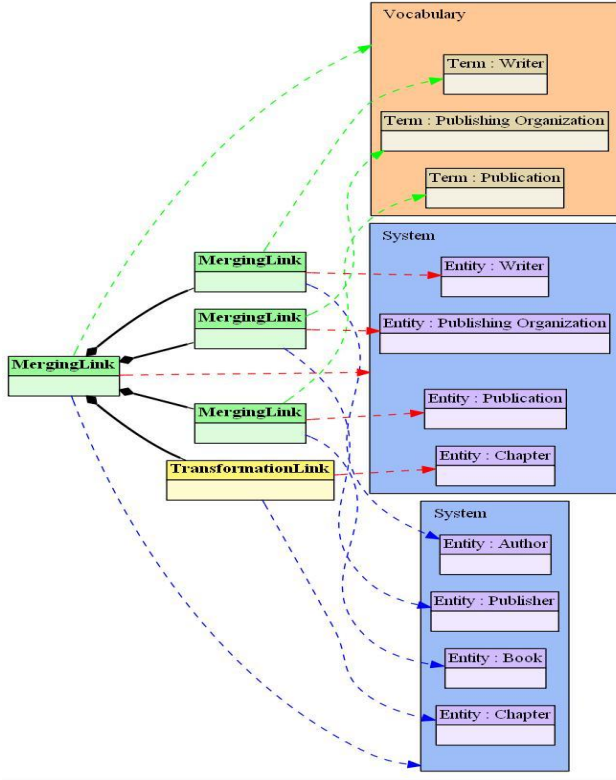 Vocabulary
Term : Writer
Term : Publishing Organization
Term : Publication
System
MergingLink
Entity : Writer
MergingLink
Entity : Publishing Organization
MergingLink
Entity : Publication
MergingLink
Entity : Chapter
TransformationLink
System
Entity : Author
Entity : Publisher
Entity : Book
Entity : Chapter